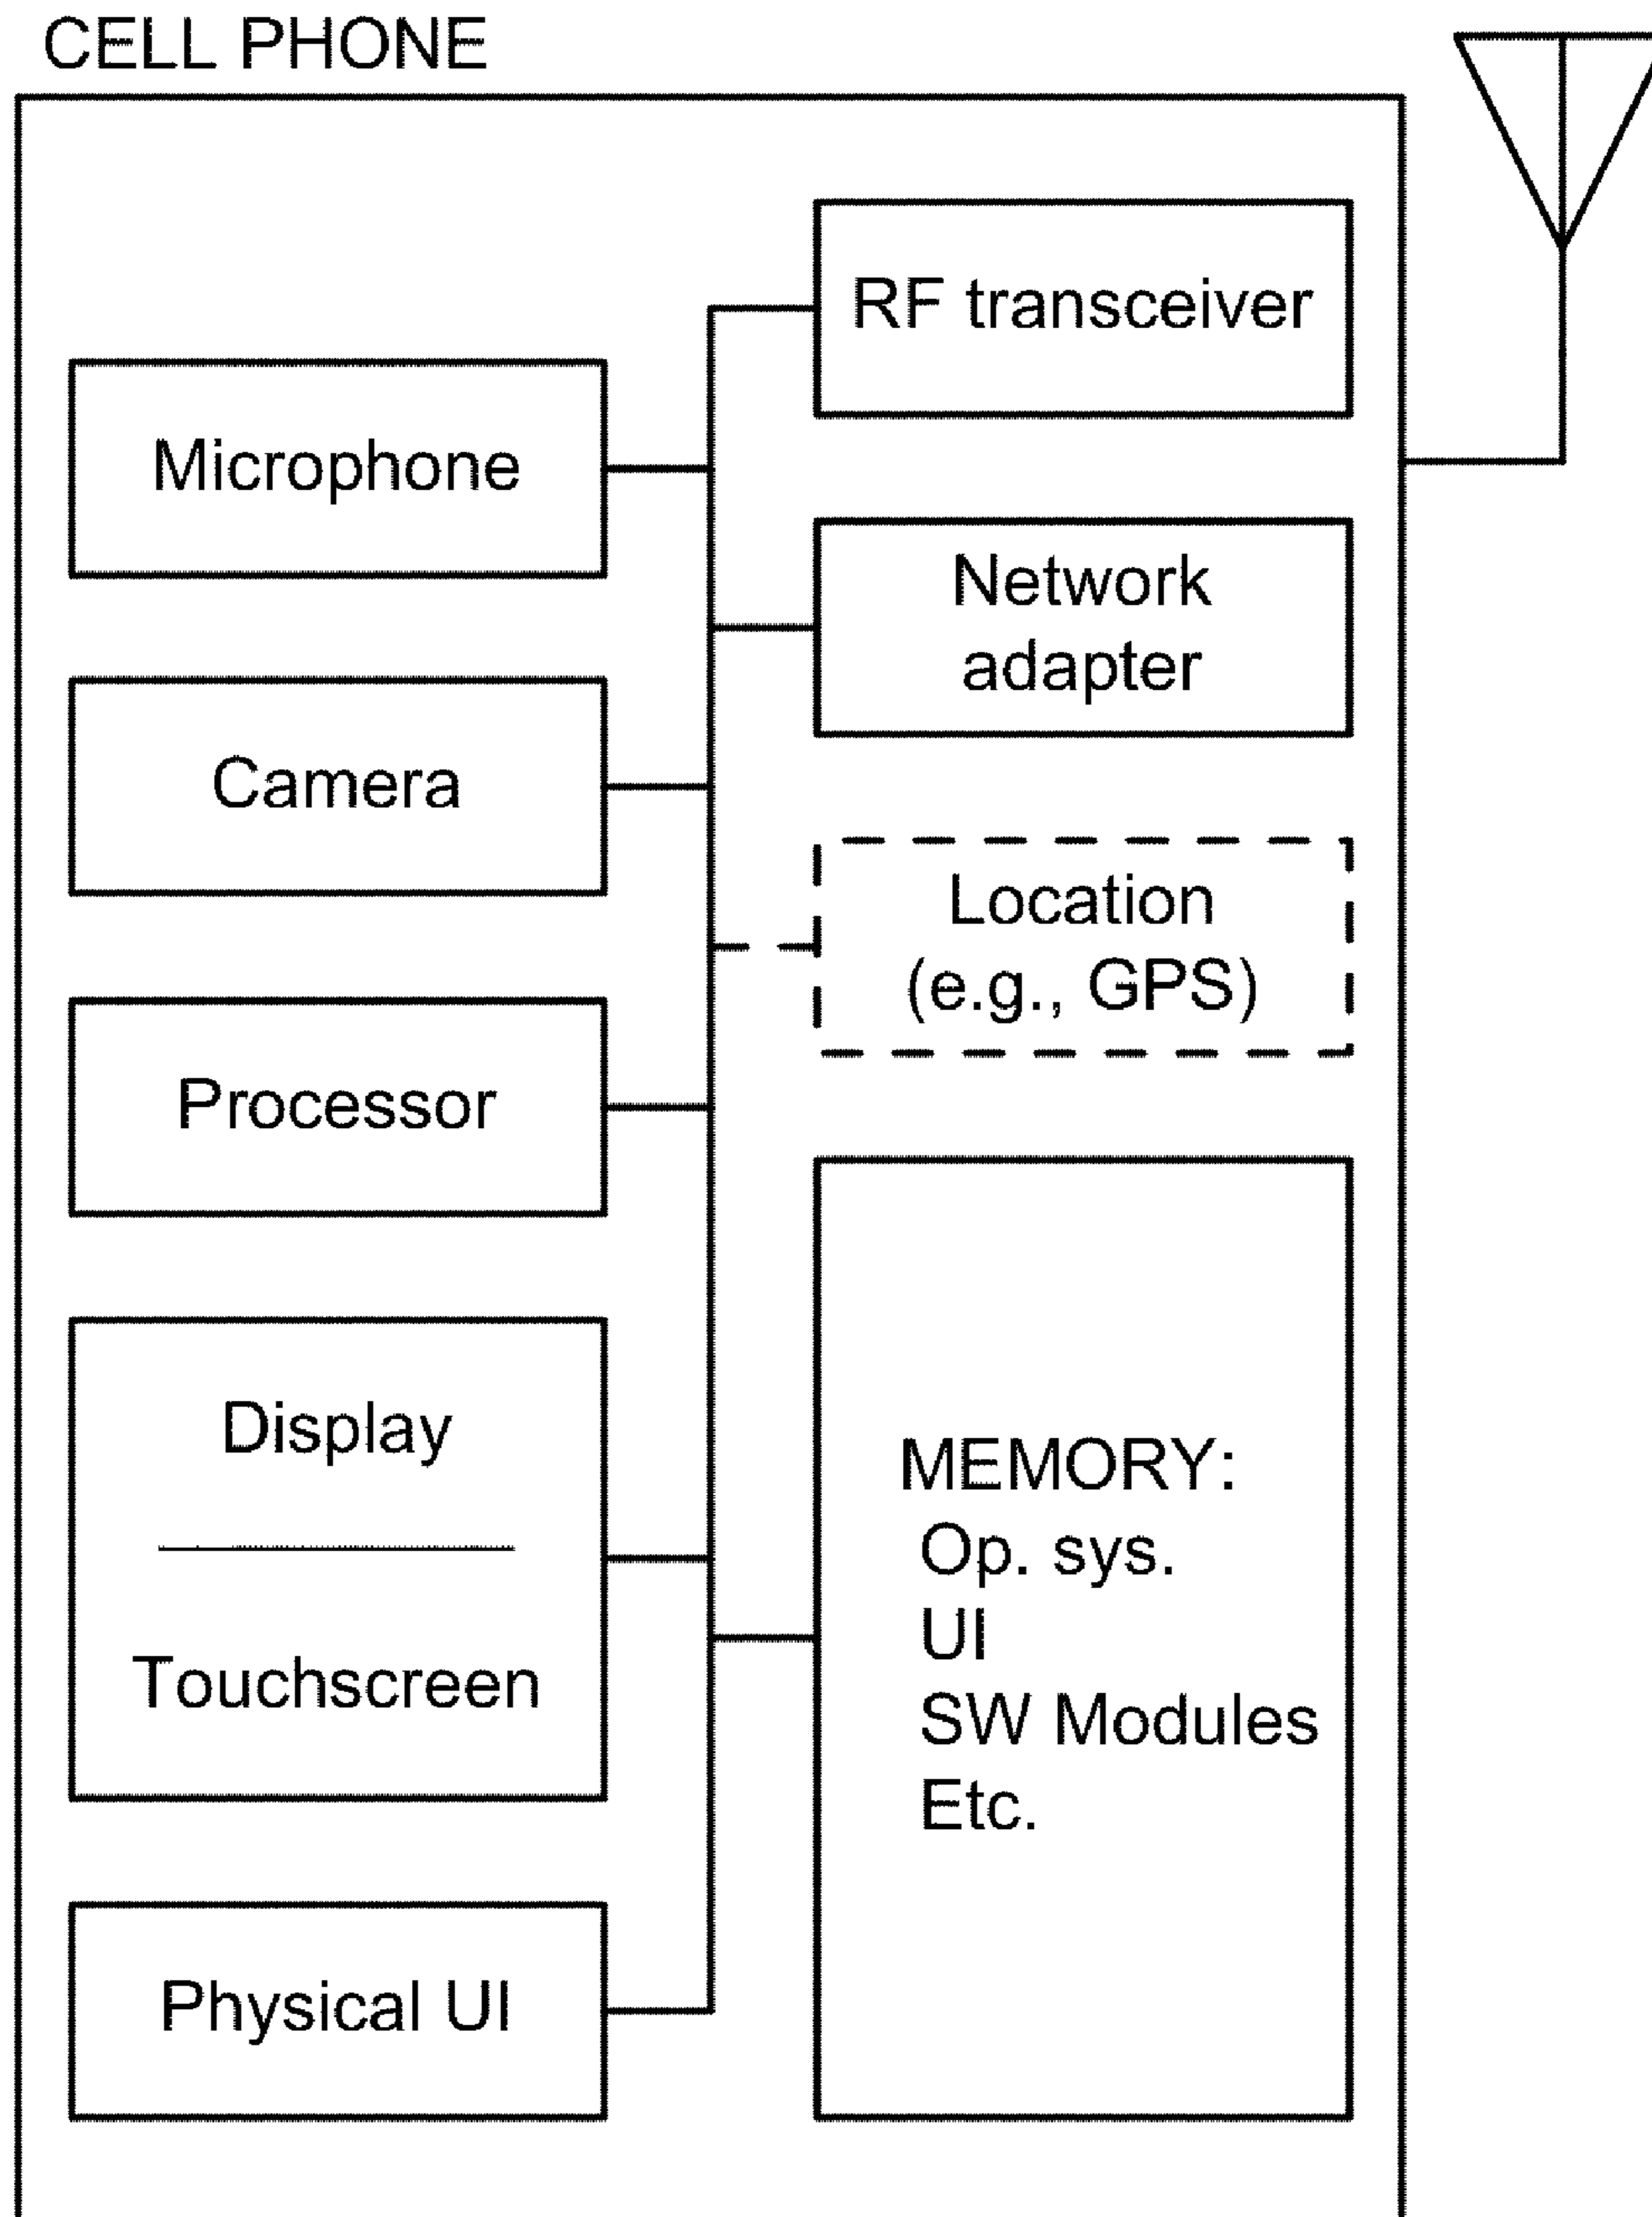 CELL PHONE
RF transceiver
Microphone
Network
adapter
Camera
Location
(e.g., GPS)
Processor
Display
Touchscreen
MEMORY:
Op. sys.
UI
SW Modules
Etc.
Physical UI